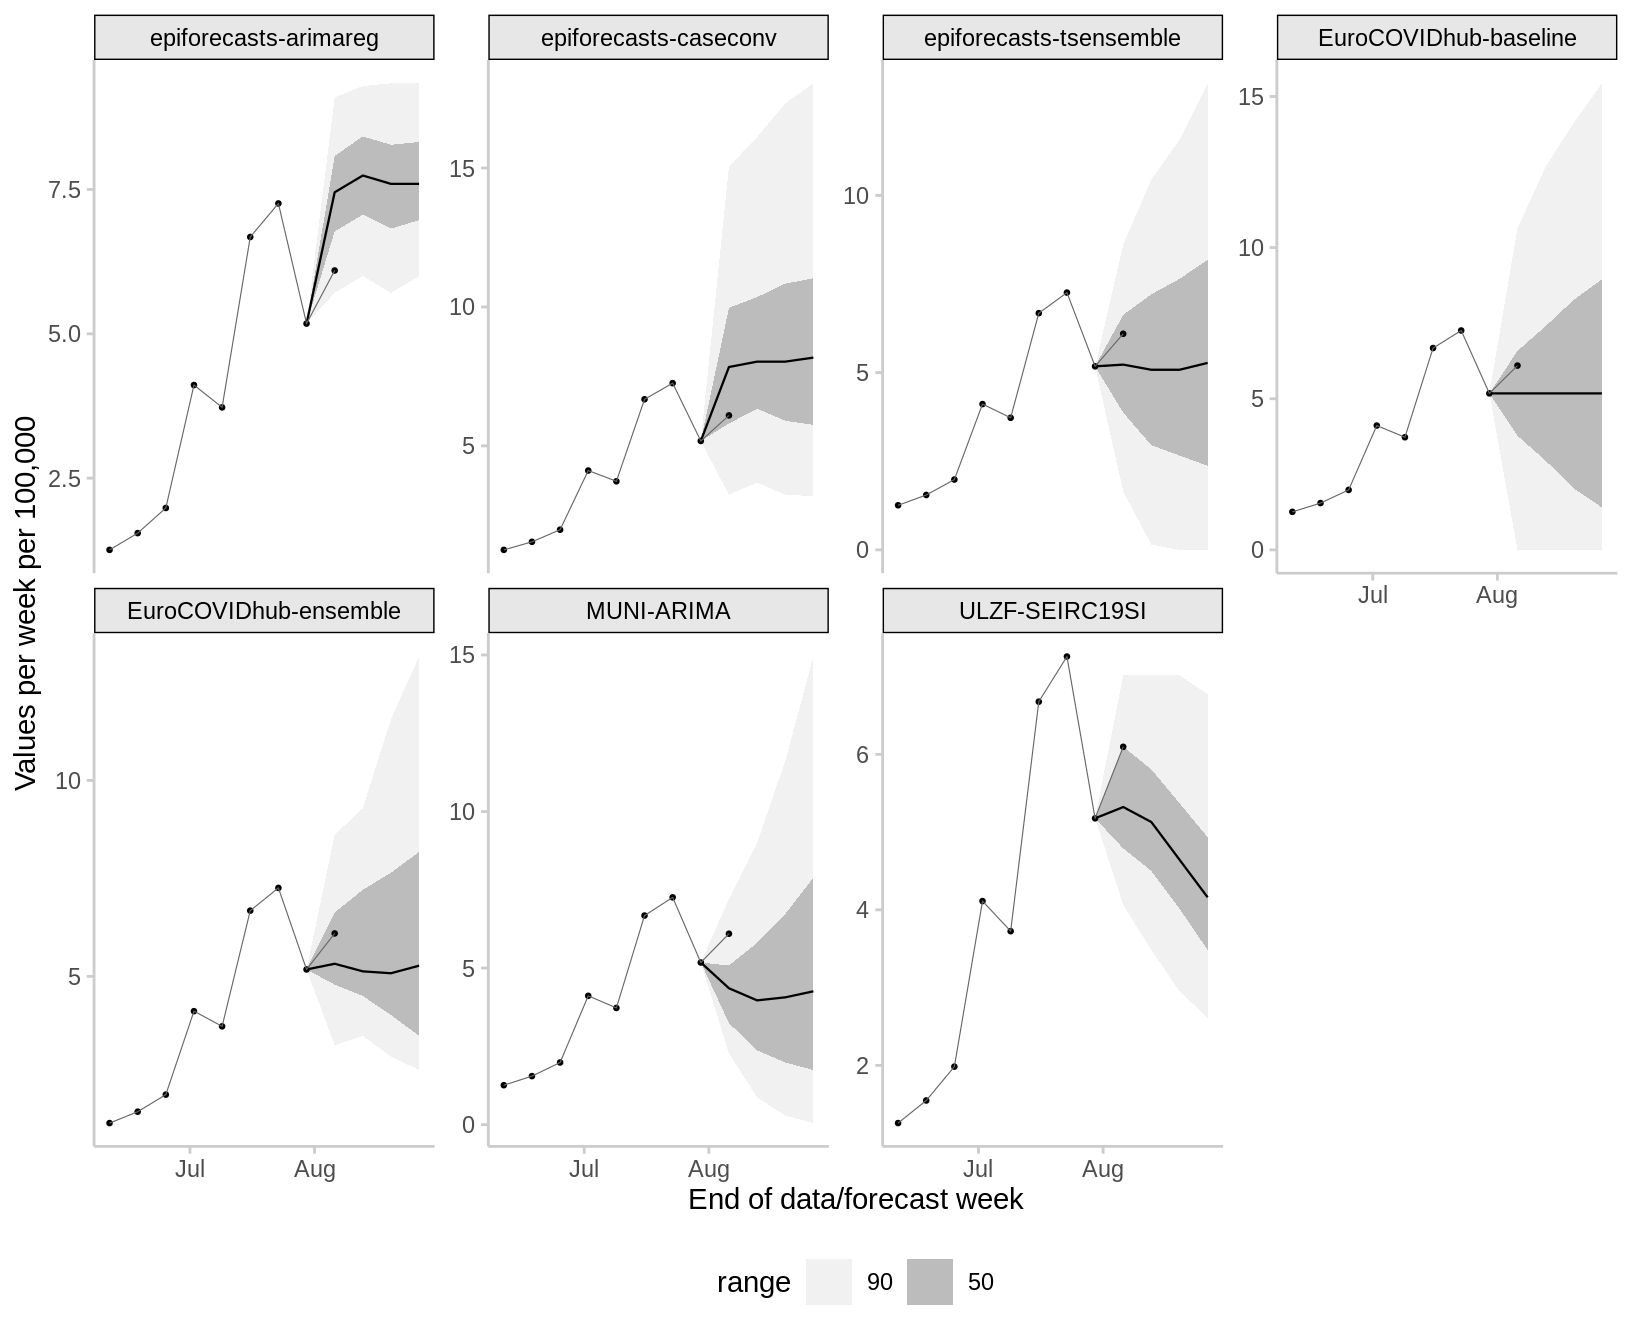 epiforecasts-arimareg
epiforecasts-caseconv
epiforecasts-tsensemble
EuroCOVIDhub-baseline
7.5
5.0
2.5
15
10
5
10
5
0
15
10
5
0
Jul
Aug
Values per week per 100,000
EuroCOVIDhub-ensemble
MUNI-ARIMA
ULZF-SEIRC19SI
10
5
15
10
5
0
6
4
2
Jul
Aug
Jul
Aug
Jul
Aug
End of data/forecast week
range 90 50